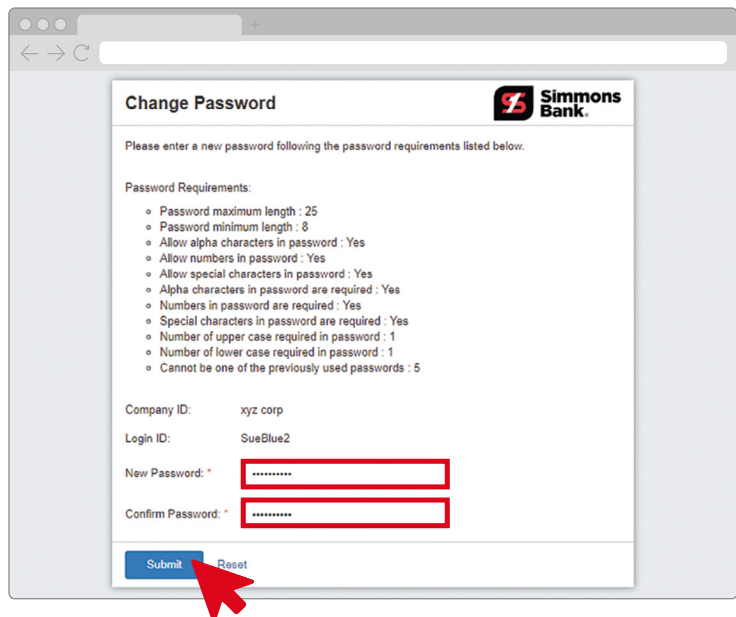 Change Password
Simmons
Bank.
Please enter a new password following the password requirements listed below.
Password Requirements:
Password maximum length : 25
Password minimum length : 8
Allow alpha characters in password : Yes
Allow numbers in password : Yes
Allow special characters in password : Yes
Alpha characters in password are required : Yes
Numbers in password are required : Yes
Special characters in password are required : Yes
Number of upper case required in password : 1
Number of lower case required in password : 1
Cannot be one of the previously used passwords : 5
Company ID: xyz corp
Login ID: SueBlue2
New Password: * ••••••••••
Confirm Password: * ••••••••••
Submit Reset